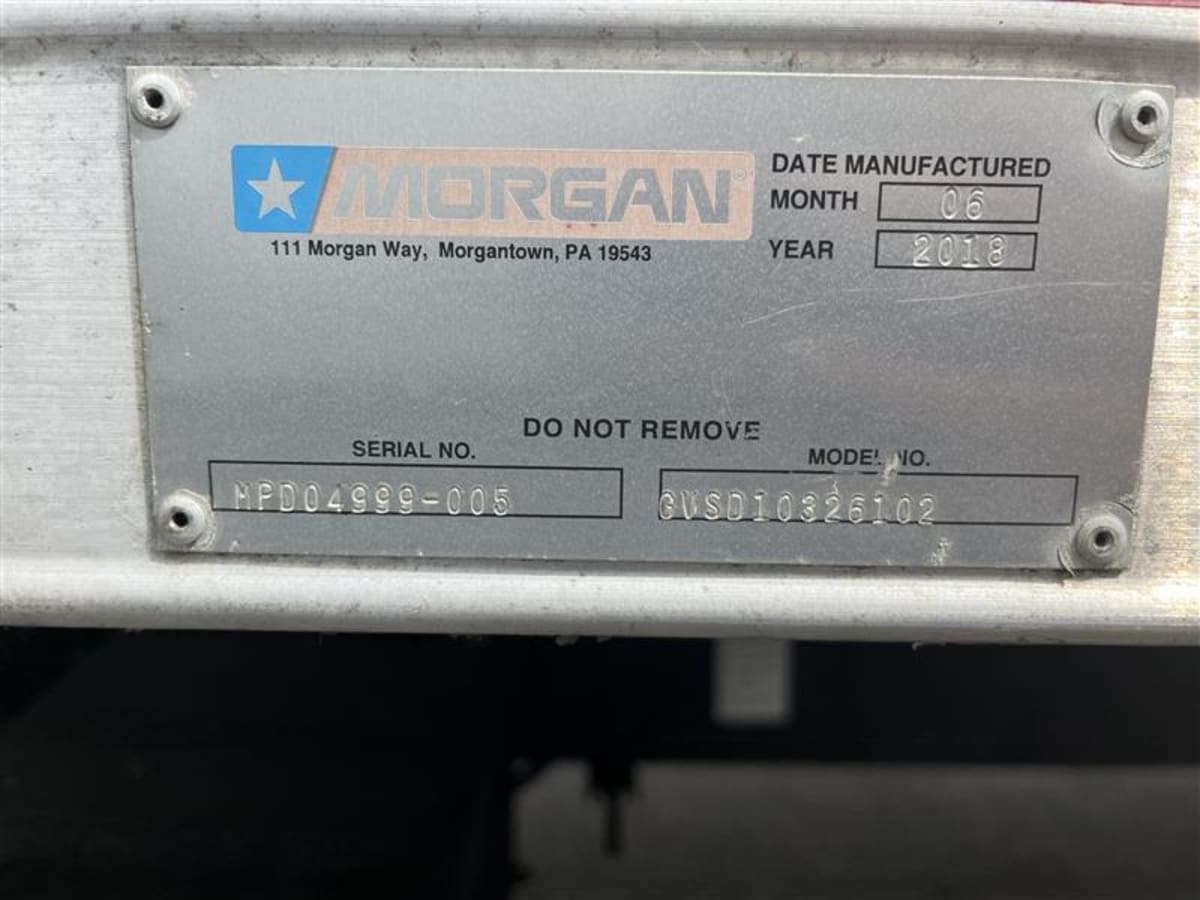 MORGAN®
111 Morgan Way, Morgantown, PA 19543
DATE MANUFACTURED
MONTH 06
YEAR 2018
DO NOT REMOVE
SERIAL NO.
MPD04999-005
MODEL NO.
GVSD10326102